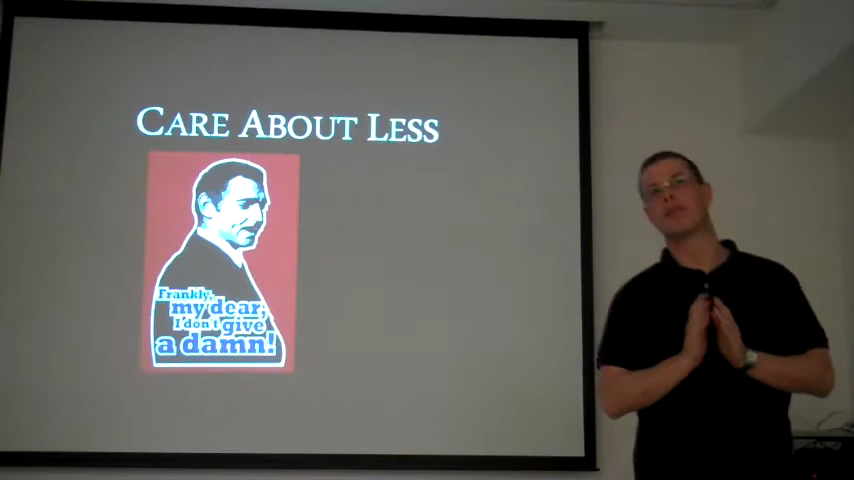 CARE ABOUT LESS
Frankly,
my dear,
I don't give
a damn!